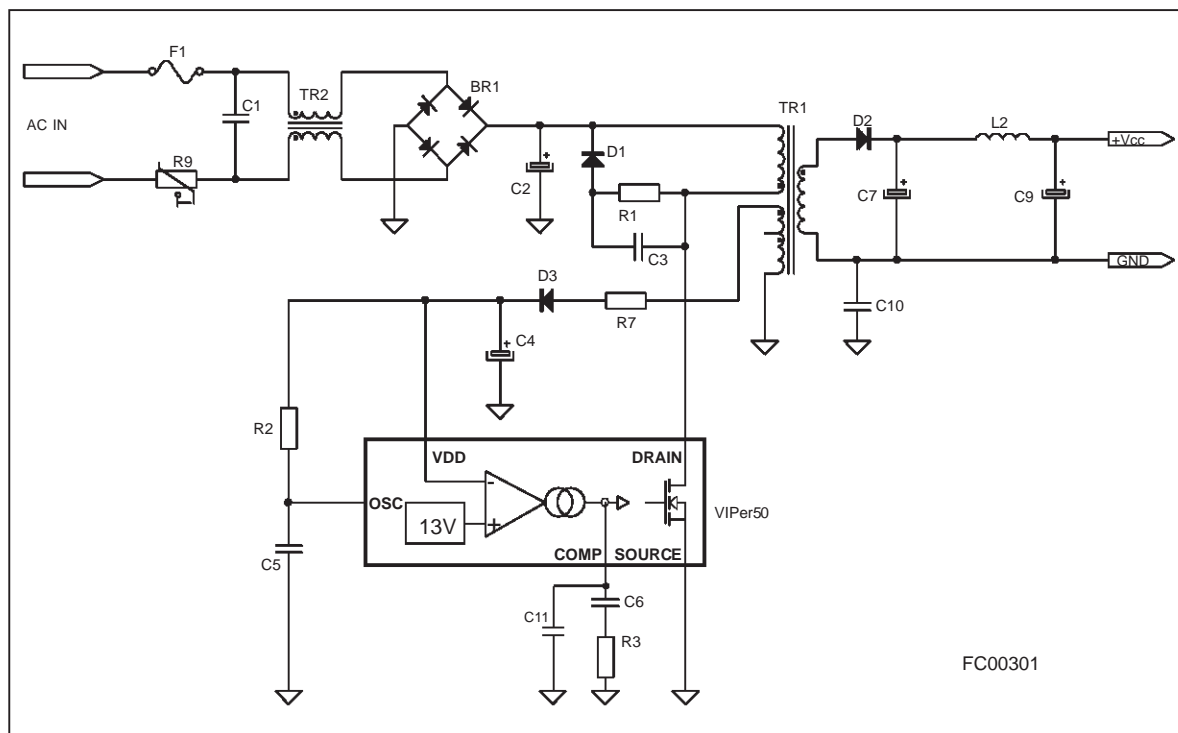 F1
TR2
BR1
C1
AC IN
R9
TR1
D2
L2
+Vcc
D1
C2
R1
C7
+
C9
+
+
C3
GND
D3
R7
C10
C4
+
R2
VDD
DRAIN
-
OSC
13V
+
VIPer50
COMP
SOURCE
C5
C6
C11
R3
FC00301